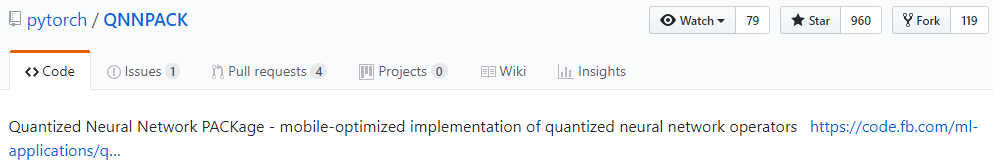 pytorch / QNNPACK Watch 79 Star 960 Fork 119
Code Issues 1 Pull requests 4 Projects 0 Wiki Insights
Quantized Neural Network PACKage - mobile-optimized implementation of quantized neural network operators https://code.fb.com/ml-
applications/q...